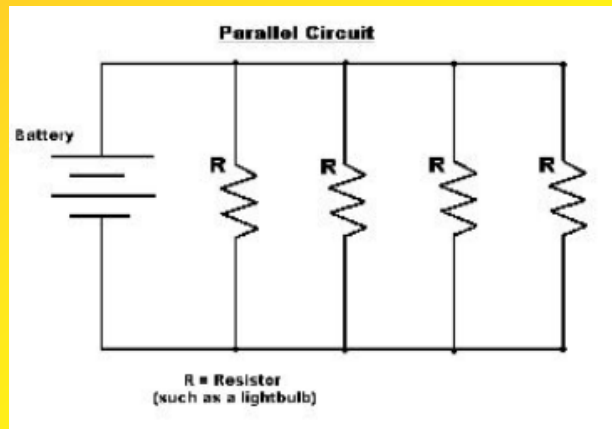 Parallel Circuit
Battery
R R R R
R = Resistor
(such as a lightbulb)